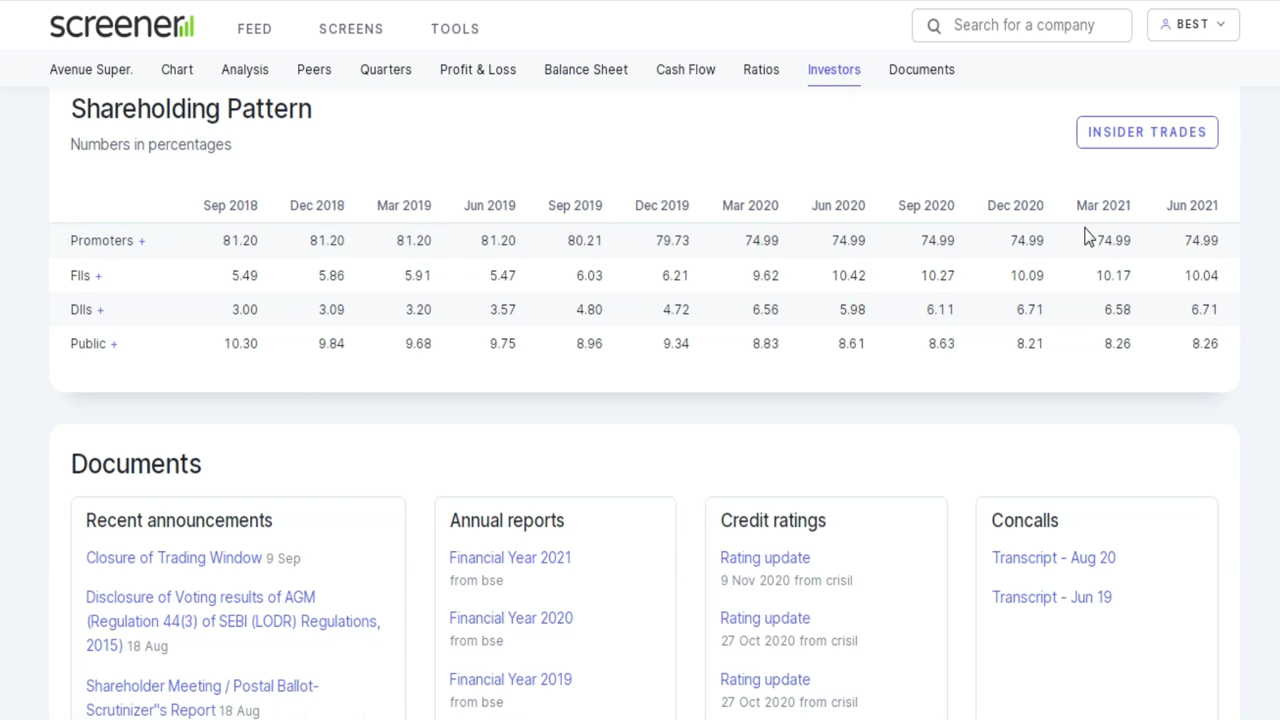 screener FEED SCREENS TOOLS Search for a company BEST
Avenue Super. Chart Analysis Peers Quarters Profit & Loss Balance Sheet Cash Flow Ratios Investors Documents
Shareholding Pattern
Numbers in percentages
INSIDER TRADES
Sep 2018 Dec 2018 Mar 2019 Jun 2019 Sep 2019 Dec 2019 Mar 2020 Jun 2020 Sep 2020 Dec 2020 Mar 2021 Jun 2021
Promoters + 81.20 81.20 81.20 81.20 80.21 79.73 74.99 74.99 74.99 74.99 74.99 74.99
FIIs + 5.49 5.86 5.91 5.47 6.03 6.21 9.62 10.42 10.27 10.09 10.17 10.04
DIIs + 3.00 3.09 3.20 3.57 4.80 4.72 6.56 5.98 6.11 6.71 6.58 6.71
Public + 10.30 9.84 9.68 9.75 8.96 9.34 8.83 8.61 8.63 8.21 8.26 8.26
Documents
Recent announcements
Closure of Trading Window 9 Sep
Disclosure of Voting results of AGM
(Regulation 44(3) of SEBI (LODR) Regulations,
2015) 18 Aug
Shareholder Meeting / Postal Ballot-
Scrutinizer"s Report 18 Aug
Annual reports
Financial Year 2021
from bse
Financial Year 2020
from bse
Financial Year 2019
from bse
Credit ratings
Rating update
9 Nov 2020 from crisil
Rating update
27 Oct 2020 from crisil
Rating update
27 Oct 2020 from crisil
Concalls
Transcript - Aug 20
Transcript - Jun 19